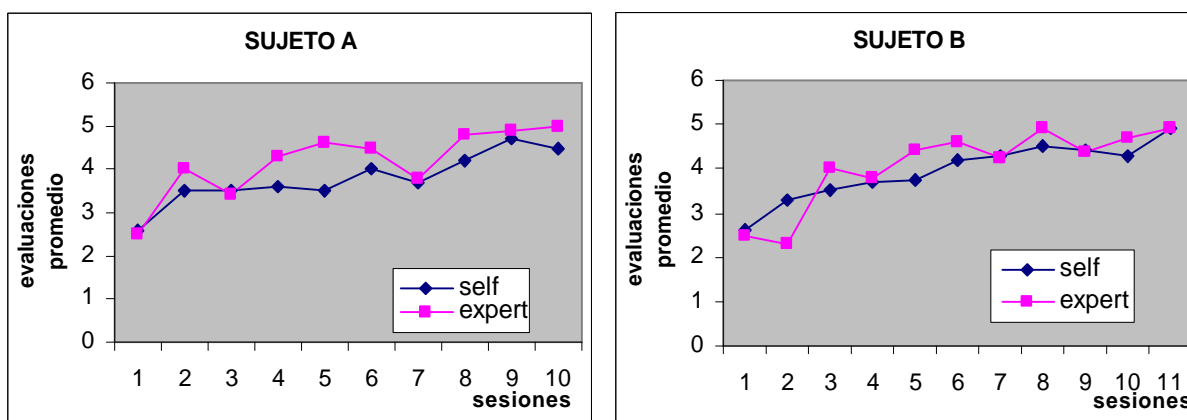 SUJETO A
evaluaciones
promedio
6
5
4
3
2
1
0
self
expert
1 2 3 4 5 6 7 8 9 10
sesiones
SUJETO B
evaluaciones
promedio
6
5
4
3
2
1
0
self
expert
1 2 3 4 5 6 7 8 9 10 11
sesiones